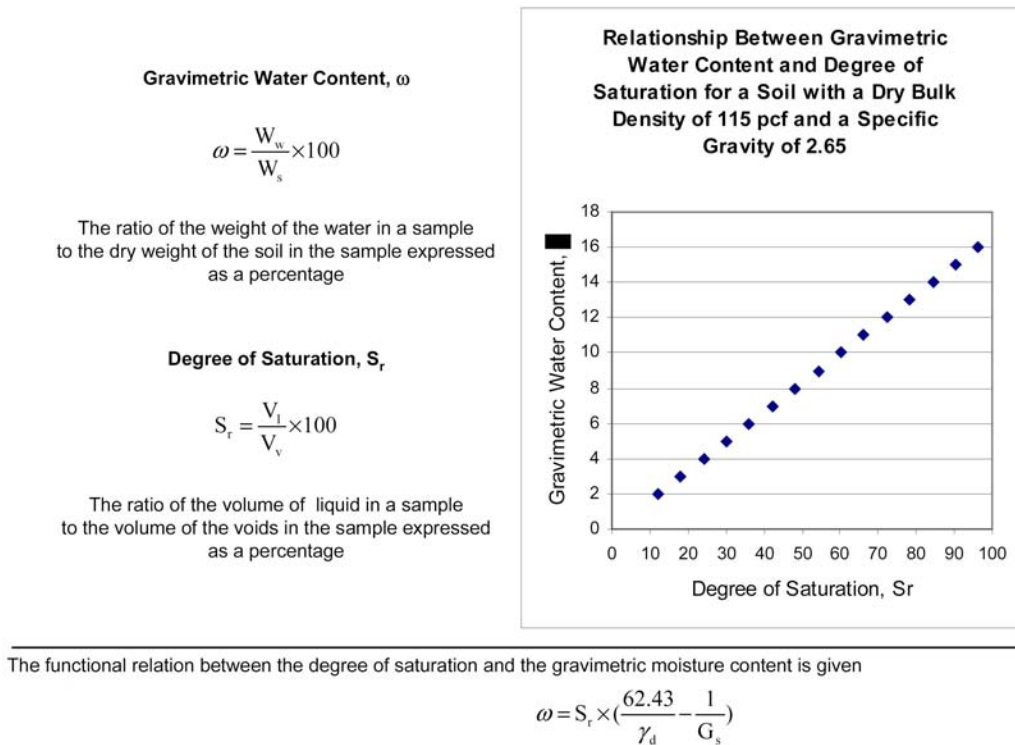 Gravimetric Water Content, ω
ω = W_w / W_s × 100
The ratio of the weight of the water in a sample
to the dry weight of the soil in the sample expressed
as a percentage
Degree of Saturation, S_r
S_r = V_l / V_v × 100
The ratio of the volume of liquid in a sample
to the volume of the voids in the sample expressed
as a percentage
Relationship Between Gravimetric
Water Content and Degree of
Saturation for a Soil with a Dry Bulk
Density of 115 pcf and a Specific
Gravity of 2.65
Gravimetric Water Content,
18
16
14
12
10
8
6
4
2
0
0 10 20 30 40 50 60 70 80 90 100
Degree of Saturation, Sr
The functional relation between the degree of saturation and the gravimetric moisture content is given
ω = S_r × (62.43 / γ_d − 1 / G_s)